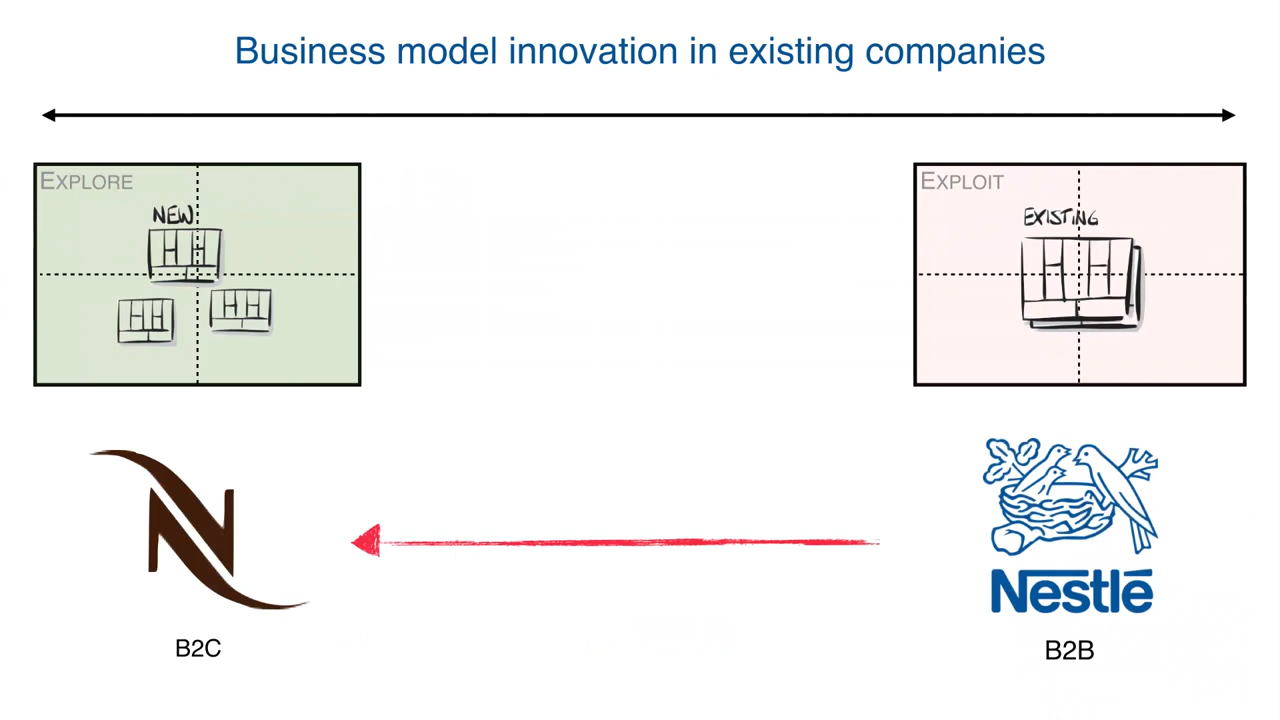 Business model innovation in existing companies
EXPLORE
NEW
EXPLOIT
EXISTING
N
Nestlé
B2C
B2B